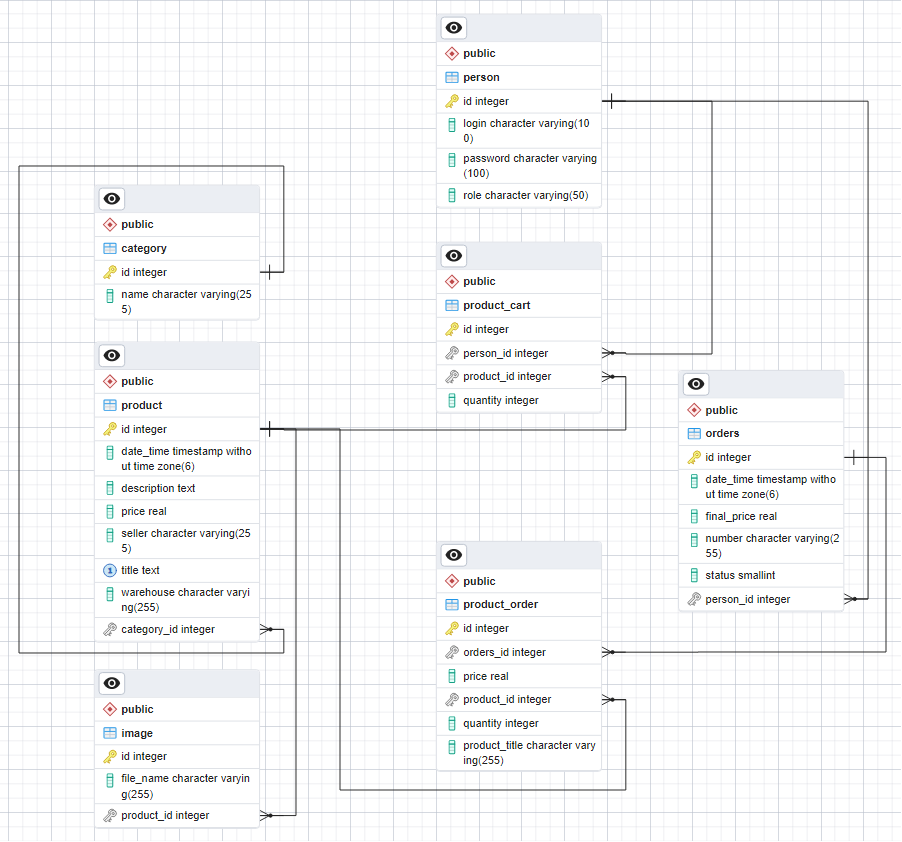 public
person
id integer
login character varying(10
0)
password character varying
(100)
role character varying(50)
public
category
id integer
name character varying(25
5)
public
product_cart
id integer
person_id integer
product_id integer
quantity integer
public
product
id integer
date_time timestamp witho
ut time zone(6)
description text
price real
seller character varying(25
5)
1 title text
warehouse character varyi
ng(255)
category_id integer
public
orders
id integer
date_time timestamp witho
ut time zone(6)
final_price real
number character varying(2
55)
status smallint
person_id integer
public
product_order
id integer
orders_id integer
price real
product_id integer
quantity integer
product_title character vary
ing(255)
public
image
id integer
file_name character varyin
g(255)
product_id integer